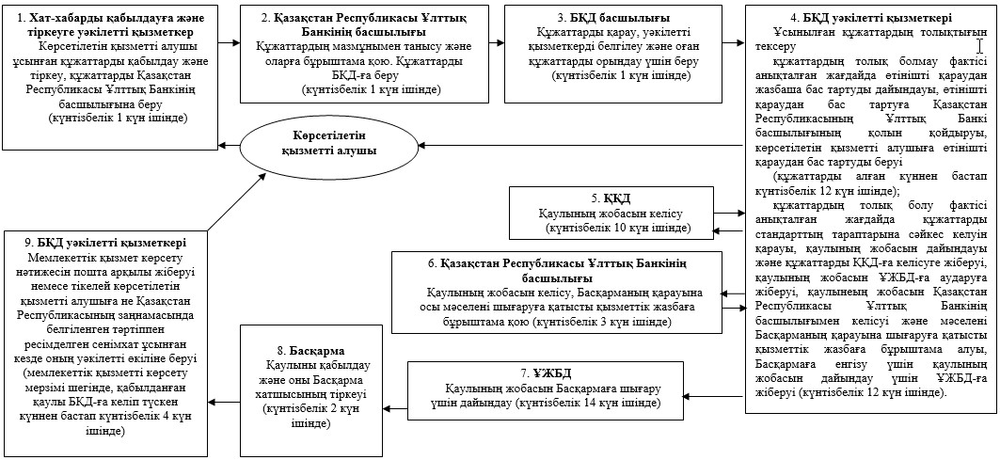 1. Хат-хабарды қабылдауға және
тіркеуге уәкілетті қызметкер
Көрсетілетін қызметті алушы
ұсынған құжаттарды қабылдау және
тіркеу, құжаттарды Қазақстан
Республикасы Ұлттық Банкінің
басшылығына беру
(күнтізбелік 1 күн ішінде)
2. Қазақстан Республикасы Ұлттық
Банкінің басшылығы
Құжаттардың мазмұнымен танысу және
оларға бұрыштама қою. Құжаттарды
БҚД-ға беру
(күнтізбелік 1 күн ішінде)
3. БҚД басшылығы
Құжаттарды қарау, уәкілетті
қызметкерді белгілеу және оған
құжаттарды орындау үшін беру
(күнтізбелік 1 күн ішінде)
4. БҚД уәкілетті қызметкері
Ұсынылған құжаттардың толықтығын
тексеру
құжаттардың толық болмау фактісі
анықталған жағдайда өтінішті қараудан
жазбаша бас тартуды дайындауы, өтінішті
қараудан бас тартуға Қазақстан
Республикасының Ұлттық Банкі
басшылығының қолын қойдыруы,
көрсетілетін қызметті алушыға өтінішті
қараудан бас тартуды беруі
(құжаттарды алған күннен бастап
күнтізбелік 12 күн ішінде);
құжаттардың толық болу фактісі
анықталған жағдайда құжаттарды
стандарттың тараптарына сәйкес келуін
қарауы, қаулының жобасын дайындауы
және құжаттарды ҚҚД-ға келісуге жіберуі,
қаулының жобасын ҰЖБД-ға аударуға
жіберуі, қаулынеың жобасын Қазақстан
Республикасы Ұлттық Банкінің
басшылығымен келісуі және мәселені
Басқарманың қарауына шығаруға қатысты
қызметтік жазбаға бұрыштама алуы,
Басқармаға енгізу үшін қаулының
жобасын дайындау үшін ҰЖБД-ға
жіберуі (күнтізбелік 12 күн ішінде).
Көрсетілетін
қызметті алушы
5. ҚҚД
Қаулының жобасын келісу
(күнтізбелік 10 күн ішінде)
6. Қазақстан Республикасы Ұлттық Банкінің
басшылығы
Қаулының жобасын келісу, Басқарманың қарауына
осы мәселені шығаруға қатысты қызметтік жазбаға
бұрыштама қою (күнтізбелік 3 күн ішінде)
7. ҰЖБД
Қаулының жобасын Басқармаға шығару
үшін дайындау (күнтізбелік 14 күн ішінде)
8. Басқарма
Қаулыны қабылдау
және оны Басқарма
хатшысының тіркеуі
(күнтізбелік 2 күн
ішінде)
9. БҚД уәкілетті қызметкері
Мемлекеттік қызмет көрсету
нәтижесін пошта арқылы жіберуі
немесе тікелей көрсетілетін
қызметті алушыға не Қазақстан
Республикасының заңнамасында
белгіленген тәртіппен
ресімделген сенімхат ұсынған
кезде оның уәкілетті өкіліне беруі
(мемлекеттік қызметті көрсету
мерзімі шегінде, қабылданған
қаулы БҚД-ға келіп түскен
күннен бастап күнтізбелік 4 күн
ішінде)